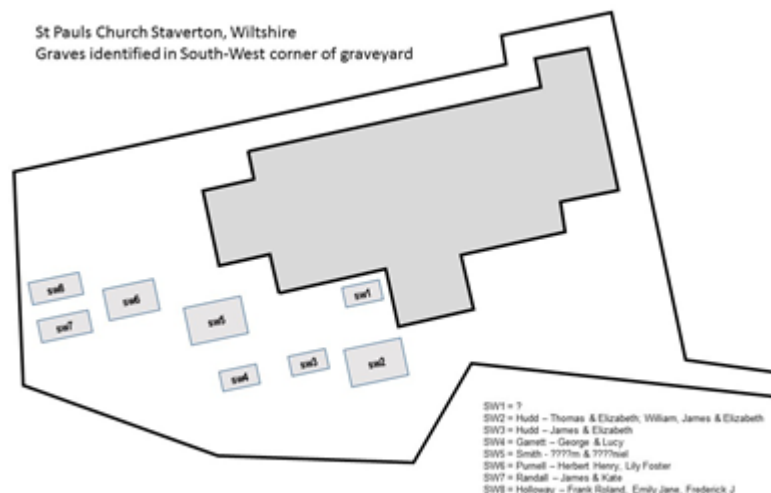 St Pauls Church Staverton, Wiltshire
Graves identified in South-West corner of graveyard
sw8
sw6
sw7
sw5
sw1
sw4
sw3
sw2
SW1 = ?
SW2 = Hudd – Thomas & Elizabeth; William, James & Elizabeth
SW3 = Hudd – James & Elizabeth
SW4 = Garrett – George & Lucy
SW5 = Smith - ????m & ????niel
SW6 = Purnell – Herbert Henry, Lily Foster
SW7 = Randall – James & Kate
SW8 = Holloway – Frank Roland, Emily Jane, Frederick J